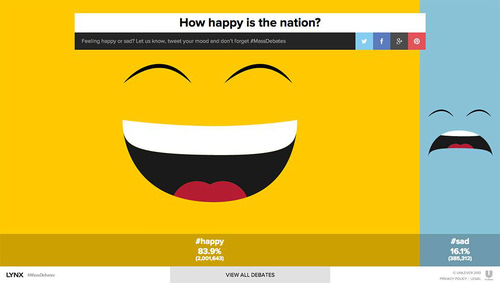 How happy is the nation?
Feeling happy or sad? Let us know, tweet your mood and don't forget #MassDebates
#happy
83.9%
(2,001,643)
#sad
16.1%
(385,313)
LYNX #MassDebates
VIEW ALL DEBATES
© UNILEVER 2013
PRIVACY POLICY | LEGAL